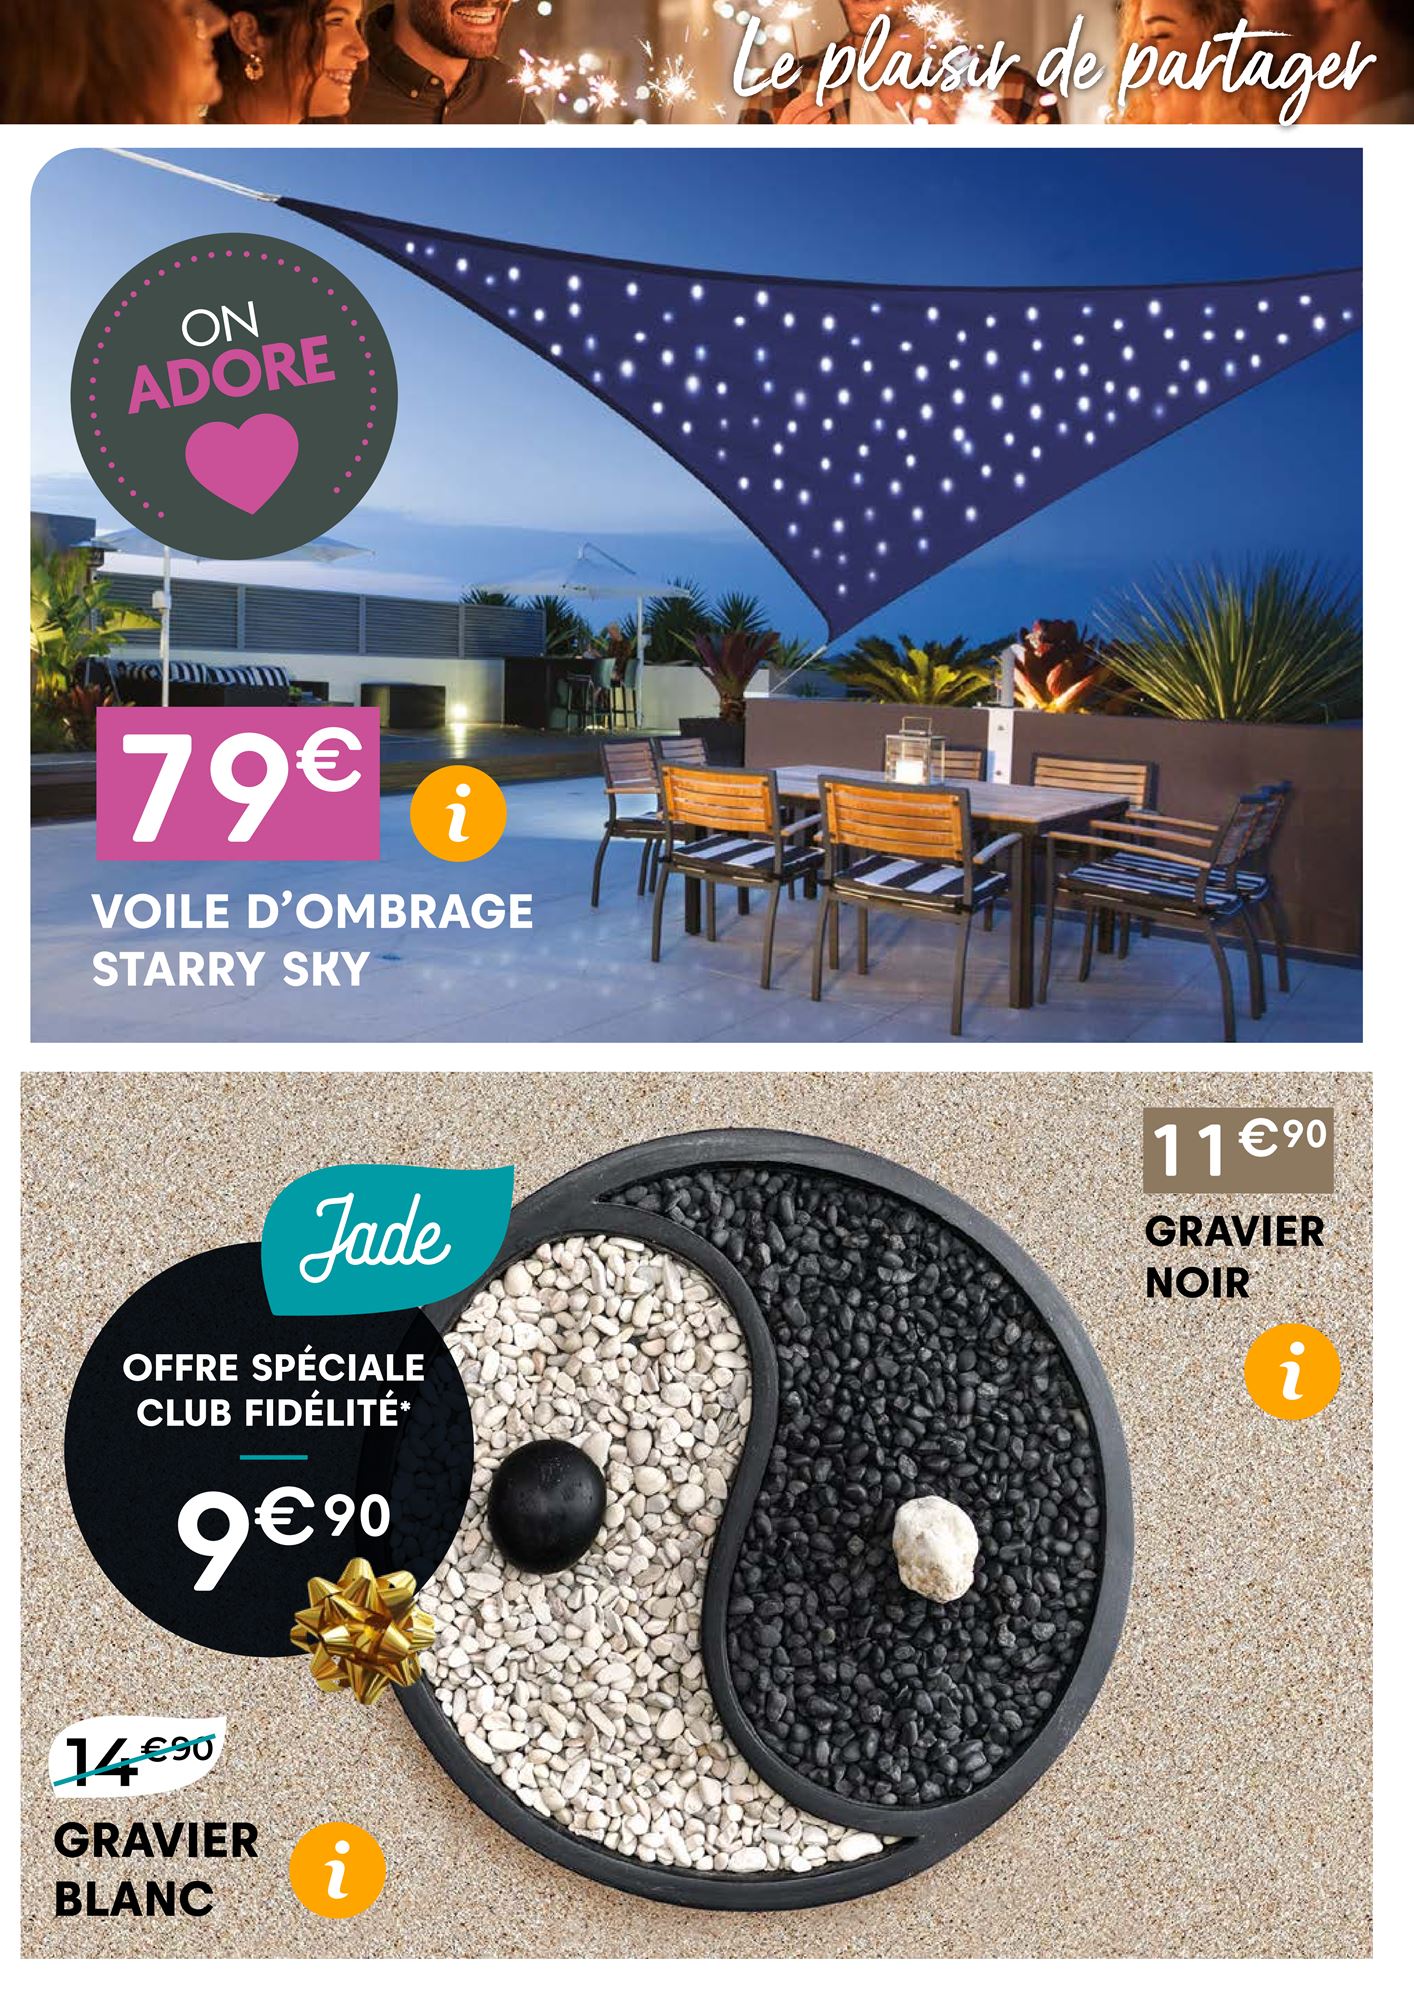 Le plaisir de partager
ON
ADORE
79€
i
VOILE D’OMBRAGE
STARRY SKY
11€90
GRAVIER
NOIR
i
Jade
OFFRE SPÉCIALE
CLUB FIDÉLITÉ*
9€90
14€90
GRAVIER
BLANC
i